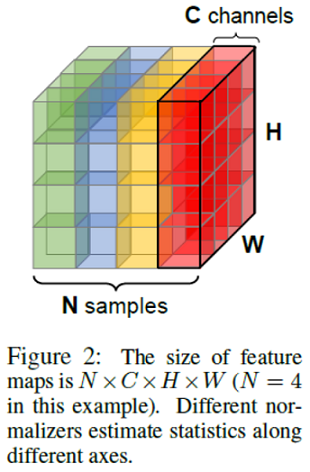 C channels
H
W
N samples
Figure 2: The size of feature
maps is N × C × H × W (N = 4
in this example). Different nor-
malizers estimate statistics along
different axes.